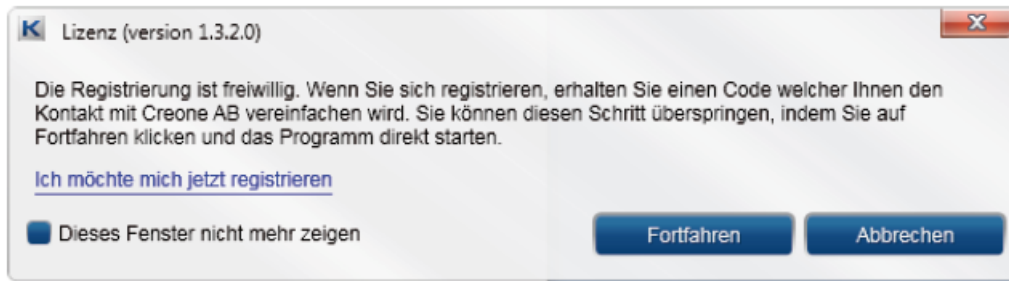 K Lizenz (version 1.3.2.0)
Die Registrierung ist freiwillig. Wenn Sie sich registrieren, erhalten Sie einen Code welcher Ihnen den
Kontakt mit Creone AB vereinfachen wird. Sie können diesen Schritt überspringen, indem Sie auf
Fortfahren klicken und das Programm direkt starten.
Ich möchte mich jetzt registrieren
Dieses Fenster nicht mehr zeigen
Fortfahren
Abbrechen